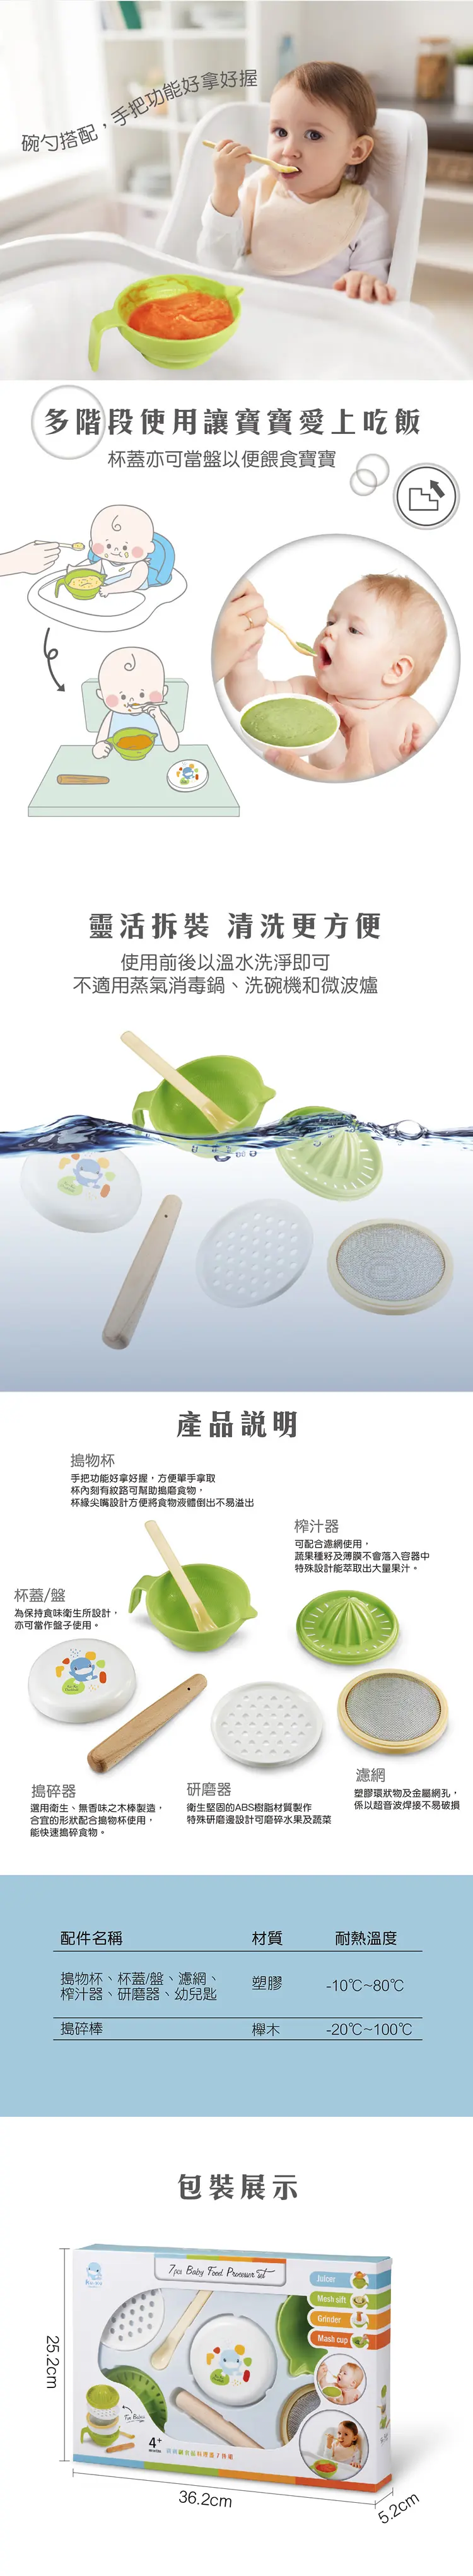 碗勺搭配，手把功能好拿好握
多階段使用讓寶寶愛上吃飯
杯蓋亦可當盤以便餵食寶寶
靈活拆裝 清洗更方便
使用前後以溫水洗淨即可
不適用蒸氣消毒鍋、洗碗機和微波爐
產品説明
搗物杯
手把功能好拿好握，方便單手拿取
杯內刻有紋路可幫助搗磨食物，
杯緣尖嘴設計方便將食物液體倒出不易溢出
榨汁器
可配合濾網使用，
蔬果種籽及薄膜不會落入容器中
特殊設計能萃取出大量果汁。
杯蓋/盤
為保持食味衛生所設計，
亦可當作盤子使用。
搗碎器
選用衛生、無香味之木棒製造，
合宜的形狀配合搗物杯使用，
能快速搗碎食物。
研磨器
衛生堅固的ABS樹脂材質製作
特殊研磨邊設計可磨碎水果及蔬菜
濾網
塑膠環狀物及金屬網孔，
係以超音波焊接不易破損
配件名稱 材質 耐熱溫度
搗物杯、杯蓋/盤、濾網、
榨汁器、研磨器、幼兒匙 塑膠 -10℃~80℃
搗碎棒 櫸木 -20℃~100℃
包裝展示
7pcs Baby Food Processor Set
Juicer
Mesh sift
Grinder
Mash cup
4+
25.2cm
36.2cm
5.2cm